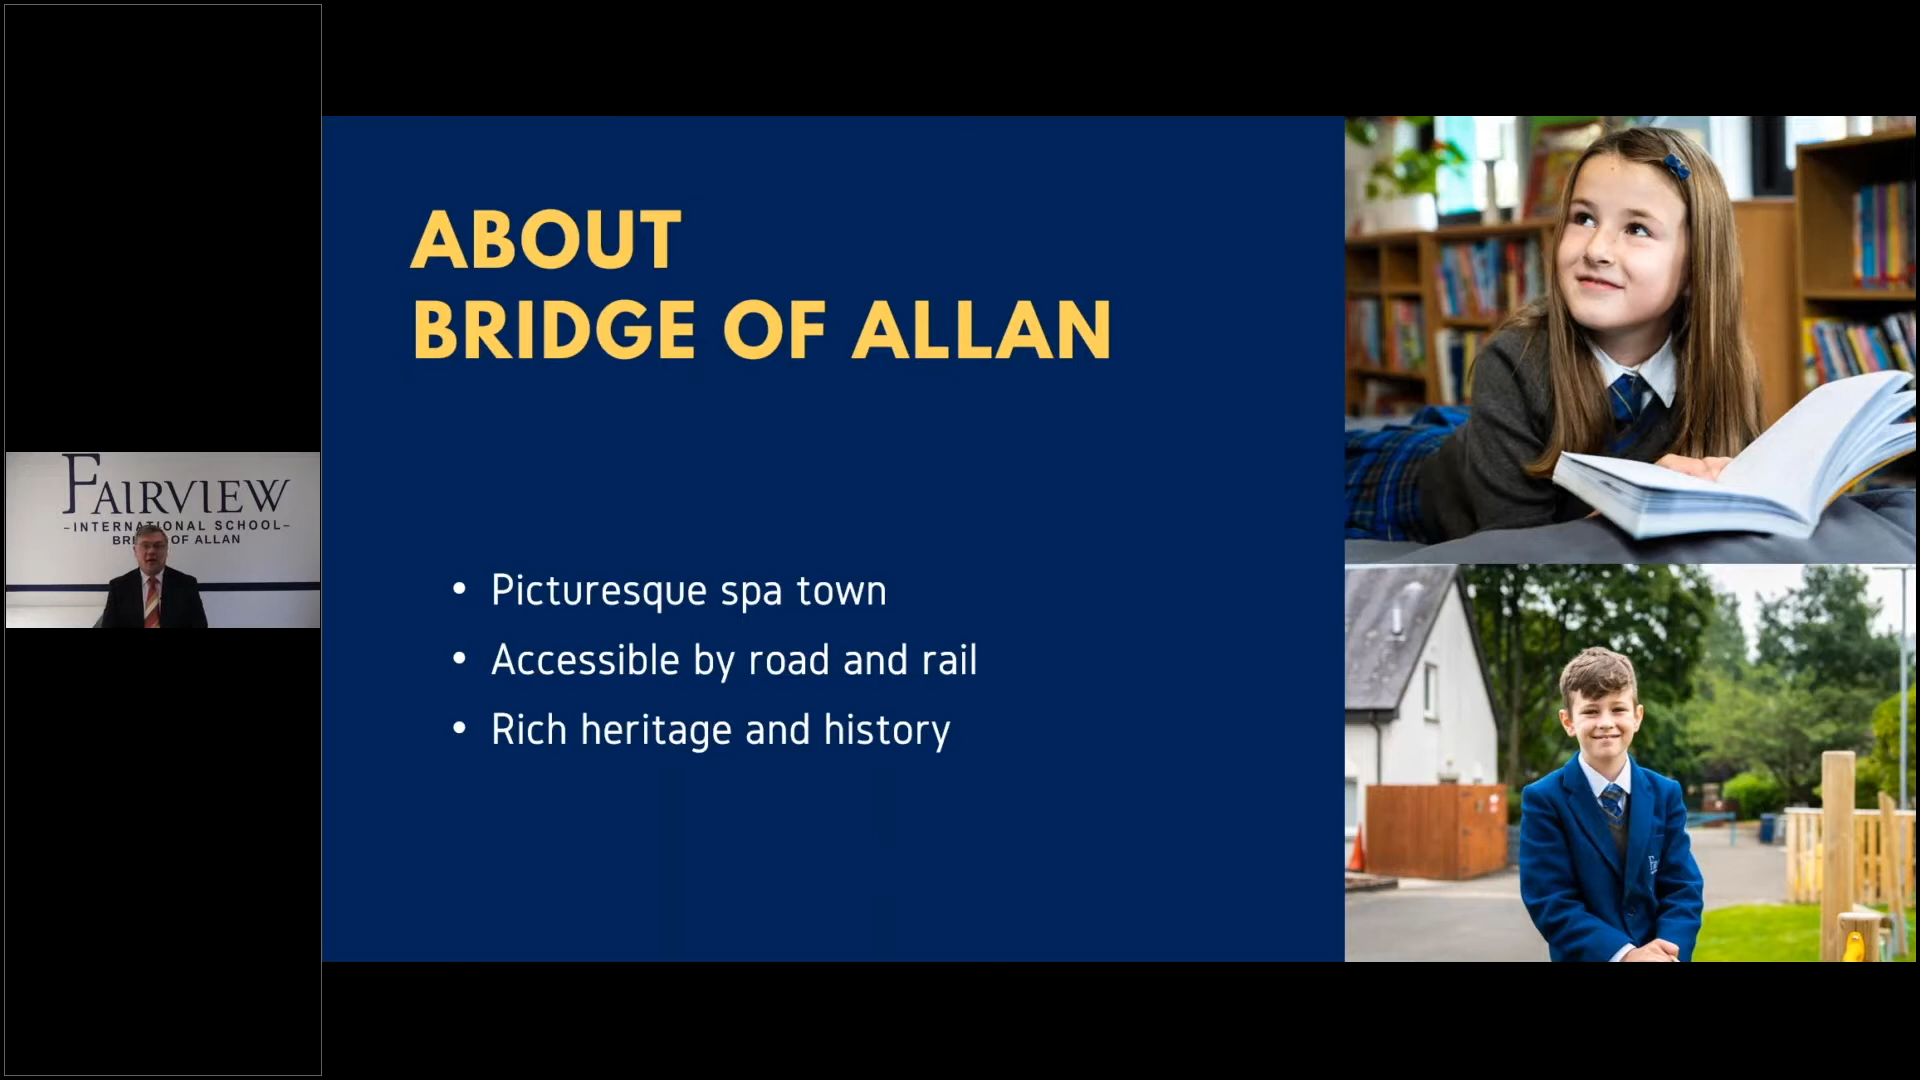 FAIRVIEW
-INTERNATIONAL SCHOOL-
OF ALLAN
ABOUT
BRIDGE OF ALLAN
• Picturesque spa town
• Accessible by road and rail
• Rich heritage and history